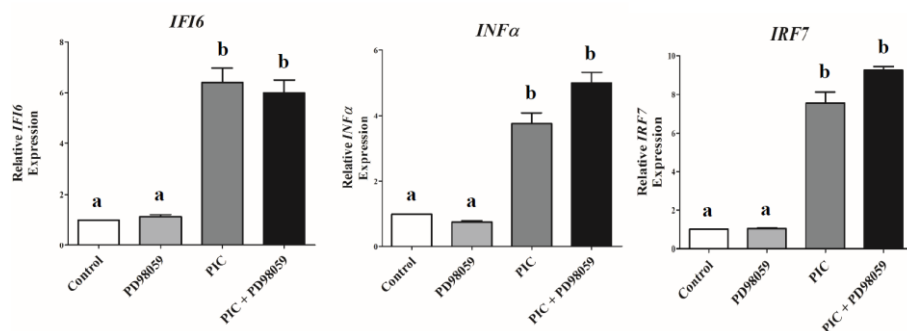 IFI6
Relative IFI6
Expression
8
6
4
2
0
a
a
b
b
Control
PD98059
PIC
PIC + PD98059
INFα
Relative INFα
Expression
6
4
2
0
a
a
b
b
Control
PD98059
PIC
PIC + PD98059
IRF7
Relative IRF7
Expression
10
8
6
4
2
0
a
a
b
b
Control
PD98059
PIC
PIC + PD98059